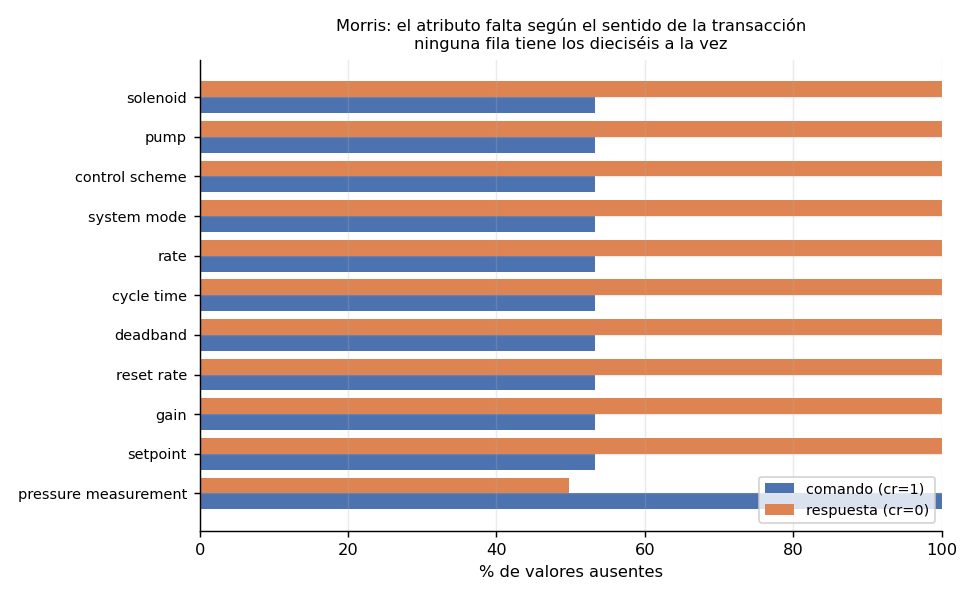 Morris: el atributo falta según el sentido de la transacción
ninguna fila tiene los dieciséis a la vez
solenoid
pump
control scheme
system mode
rate
cycle time
deadband
reset rate
gain
setpoint
pressure measurement
comando (cr=1)
respuesta (cr=0)
0 20 40 60 80 100
% de valores ausentes